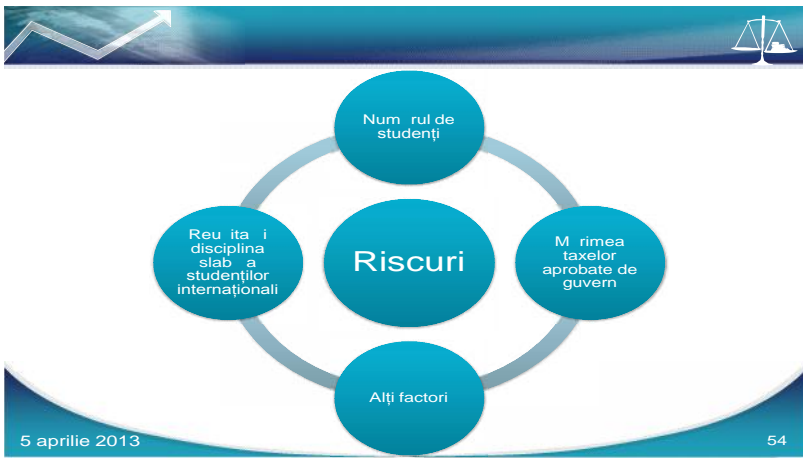 Num rul de
studenți
Reu ita i
disciplina
slab a
studenților
internaționali
Riscuri
M rimea
taxelor
aprobate de
guvern
Alți factori
5 aprilie 2013
54